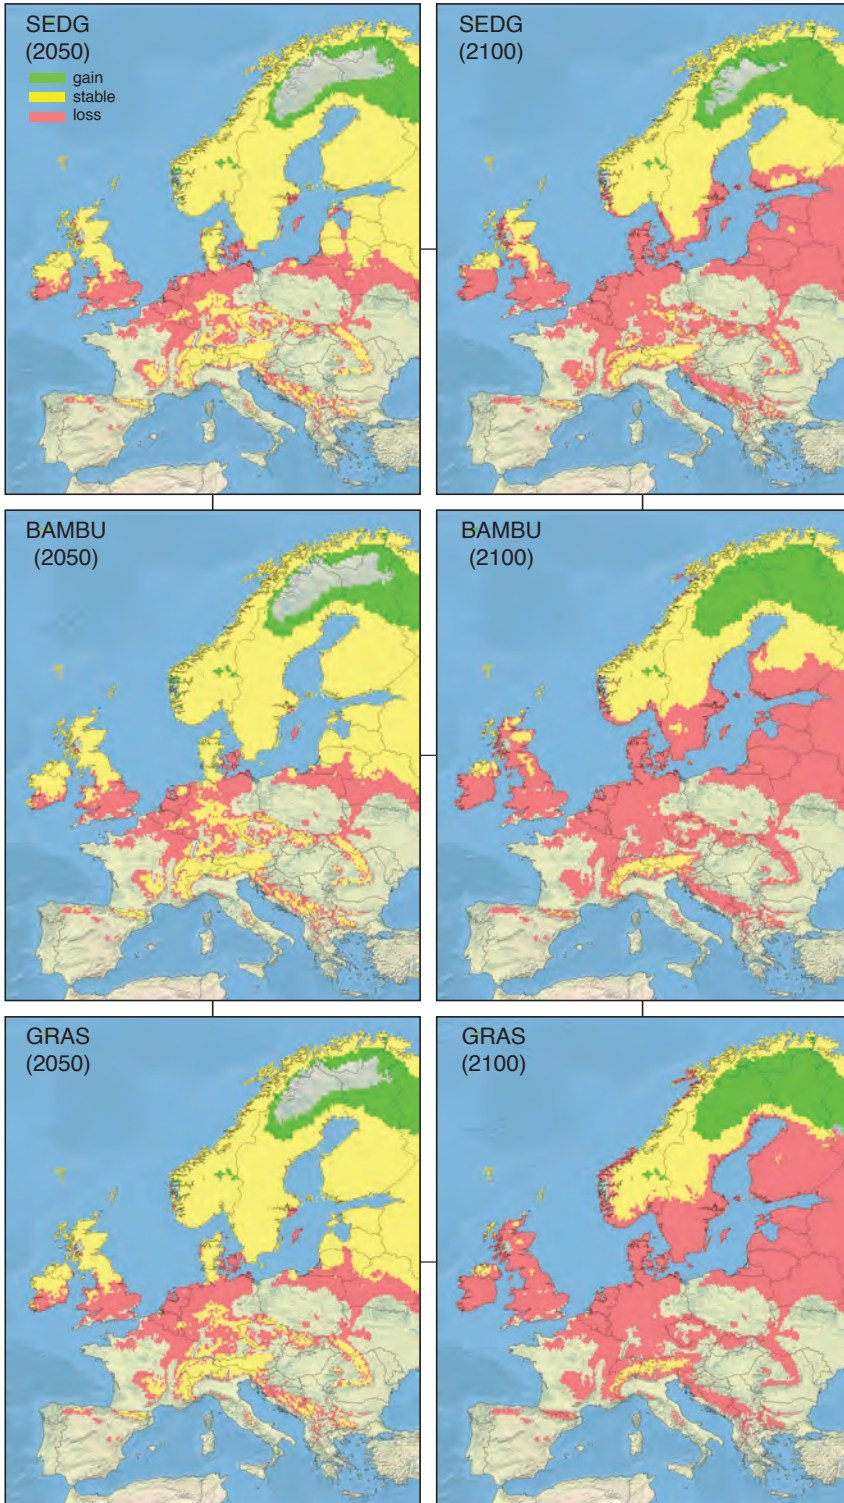 SEDG
(2050)
gain
stable
loss
SEDG
(2100)
BAMBU
(2050)
BAMBU
(2100)
GRAS
(2050)
GRAS
(2100)